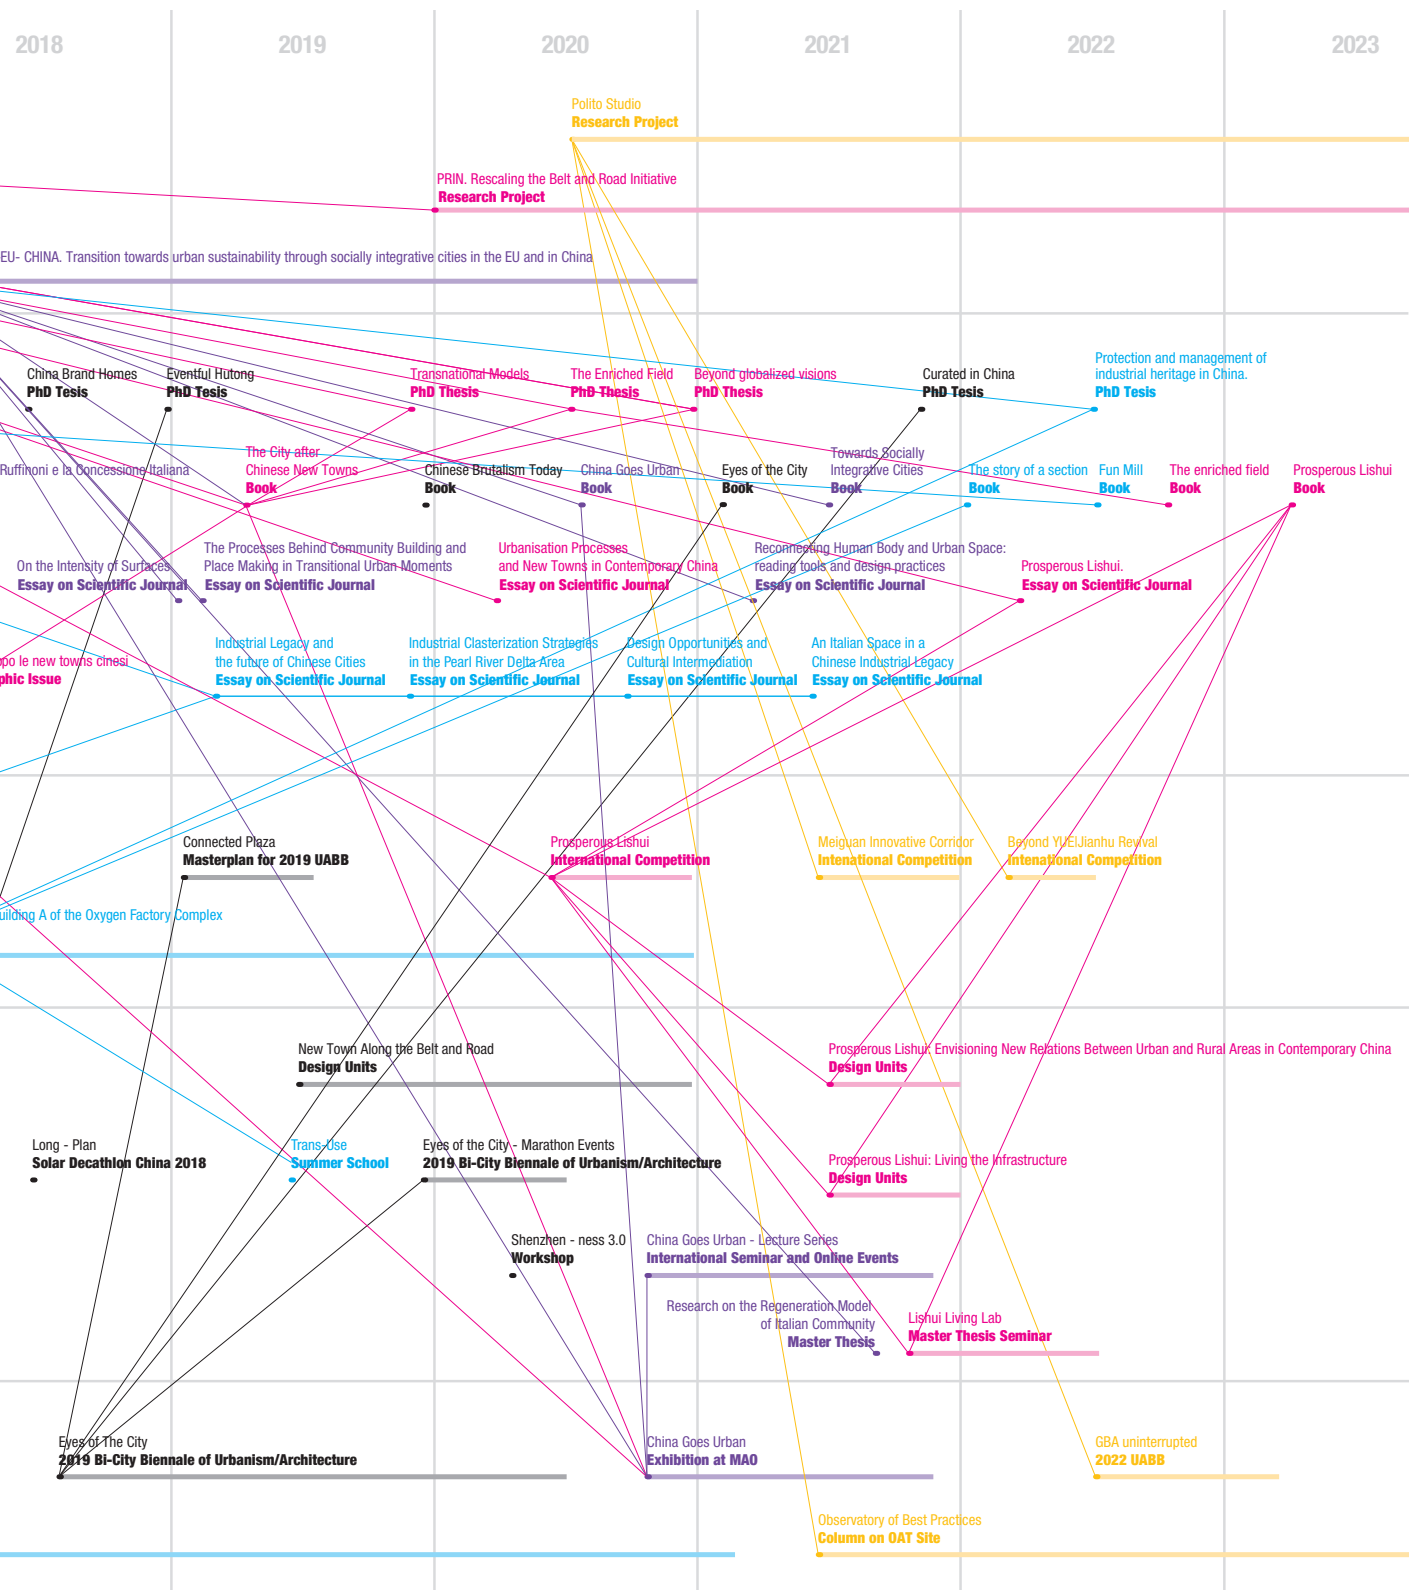 2018
2019
2020
2021
2022
2023
Polito Studio
Research Project
PRIN. Rescaling the Belt and Road Initiative
Research Project
EU- CHINA. Transition towards urban sustainability through socially integrative cities in the EU and in China
Protection and management of
industrial heritage in China.
PhD Tesis
China Brand Homes
PhD Tesis
Eventful Hutong
PhD Tesis
Transnational Models
PhD Thesis
The Enriched Field
PhD Thesis
Beyond globalized visions
PhD Thesis
Curated in China
PhD Tesis
Ruffinoni e la Concessione Italiana
The City after
Chinese New Towns
Book
Chinese Brutalism Today
Book
China Goes Urban
Book
Eyes of the City
Book
Towards Socially
Integrative Cities
Book
The story of a section
Book
Fun Mill
Book
The enriched field
Book
Prosperous Lishui
Book
On the Intensity of Surfaces
Essay on Scientific Journal
The Processes Behind Community Building and
Place Making in Transitional Urban Moments
Essay on Scientific Journal
Urbanisation Processes
and New Towns in Contemporary China
Essay on Scientific Journal
Reconnecting Human Body and Urban Space:
reading tools and design practices
Essay on Scientific Journal
Prosperous Lishui.
Essay on Scientific Journal
po le new towns cinesi
phic Issue
Industrial Legacy and
the future of Chinese Cities
Essay on Scientific Journal
Industrial Clasterization Strategies
in the Pearl River Delta Area
Essay on Scientific Journal
Design Opportunities and
Cultural Intermediation
Essay on Scientific Journal
An Italian Space in a
Chinese Industrial Legacy
Essay on Scientific Journal
Connected Plaza
Masterplan for 2019 UABB
Prosperous Lishui
International Competition
Meiguan Innovative Corridor
Intenational Competition
Beyond YUE|Jianhu Revival
Intenational Competition
uilding A of the Oxygen Factory Complex
New Town Along the Belt and Road
Design Units
Prosperous Lishui: Envisioning New Relations Between Urban and Rural Areas in Contemporary China
Design Units
Long - Plan
Solar Decathlon China 2018
Trans-Use
Summer School
Eyes of the City - Marathon Events
2019 Bi-City Biennale of Urbanism/Architecture
Prosperous Lishui: Living the Infrastructure
Design Units
Shenzhen - ness 3.0
Workshop
China Goes Urban - Lecture Series
International Seminar and Online Events
Research on the Regeneration Model
of Italian Community
Master Thesis
Lishui Living Lab
Master Thesis Seminar
Eyes of The City
2019 Bi-City Biennale of Urbanism/Architecture
China Goes Urban
Exhibition at MAO
GBA uninterrupted
2022 UABB
Observatory of Best Practices
Column on OAT Site